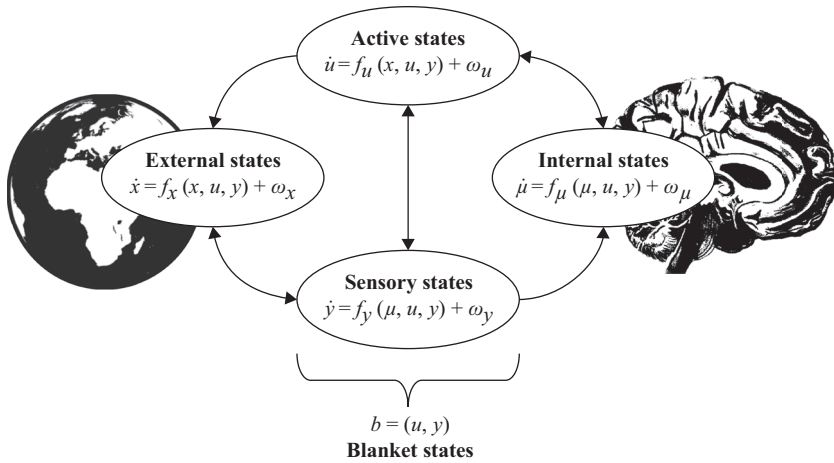 Active states
u̇ = f_u (x, u, y) + ω_u
External states
ẋ = f_x (x, u, y) + ω_x
Internal states
μ̇ = f_μ (μ, u, y) + ω_μ
Sensory states
ẏ = f_y (μ, u, y) + ω_y
b = (u, y)
Blanket states